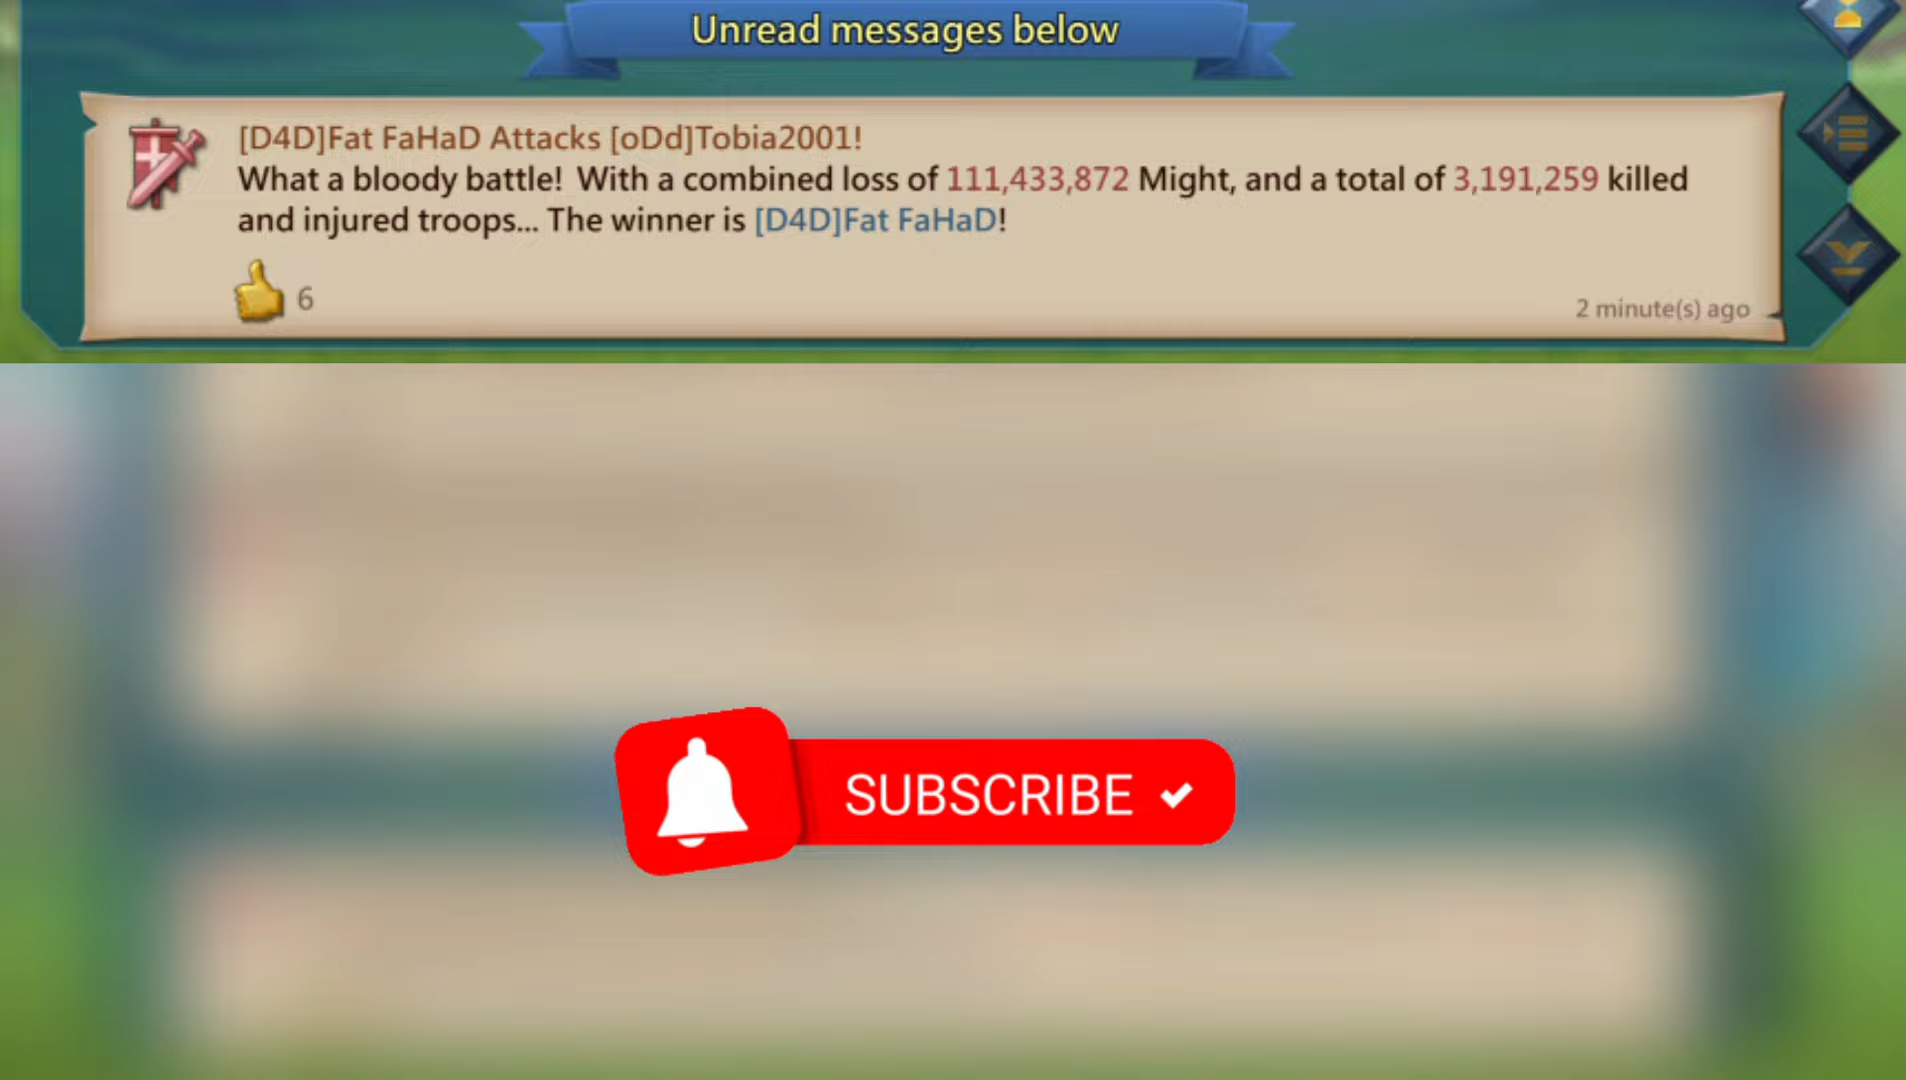 Unread messages below
[D4D]Fat FaHaD Attacks [oDd]Tobia2001!
What a bloody battle! With a combined loss of 111,433,872 Might, and a total of 3,191,259 killed
and injured troops... The winner is [D4D]Fat FaHaD!
6
2 minute(s) ago
SUBSCRIBE